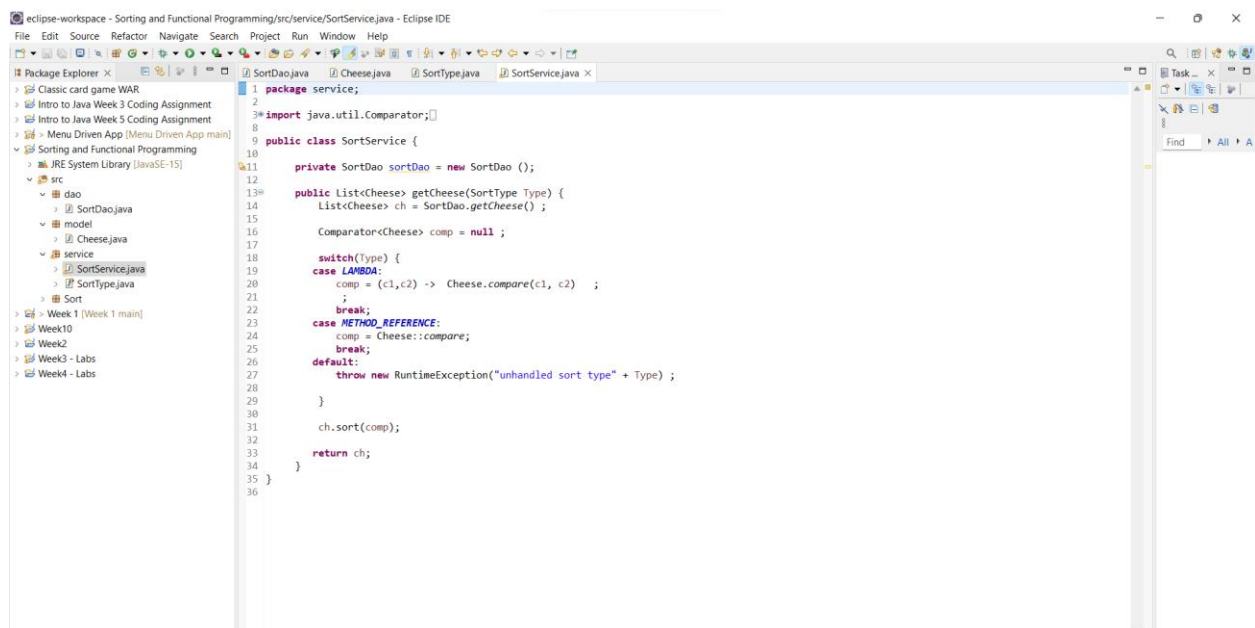 eclipse-workspace - Sorting and Functional Programming/src/service/SortService.java - Eclipse IDE
File Edit Source Refactor Navigate Search Project Run Window Help
Package Explorer
Classic card game WAR
Intro to Java Week 3 Coding Assignment
Intro to Java Week 5 Coding Assignment
> Menu Driven App [Menu Driven App main]
Sorting and Functional Programming
JRE System Library [JavaSE-15]
src
dao
SortDao.java
model
Cheese.java
service
SortService.java
SortType.java
Sort
> Week 1 [Week 1 main]
Week10
Week2
Week3 - Labs
Week4 - Labs
SortDao.java Cheese.java SortType.java SortService.java
1 package service;
2
3 import java.util.Comparator;
8
9 public class SortService {
10
11 private SortDao sortDao = new SortDao ();
12
13 public List<Cheese> getCheese(SortType Type) {
14 List<Cheese> ch = SortDao.getCheese() ;
15
16 Comparator<Cheese> comp = null ;
17
18 switch(Type) {
19 case LAMBDA:
20 comp = (c1,c2) -> Cheese.compare(c1, c2) ;
21 ;
22 break;
23 case METHOD_REFERENCE:
24 comp = Cheese::compare;
25 break;
26 default:
27 throw new RuntimeException("unhandled sort type" + Type) ;
28
29 }
30
31 ch.sort(comp);
32
33 return ch;
34 }
35 }
36
Task ...
Find All A